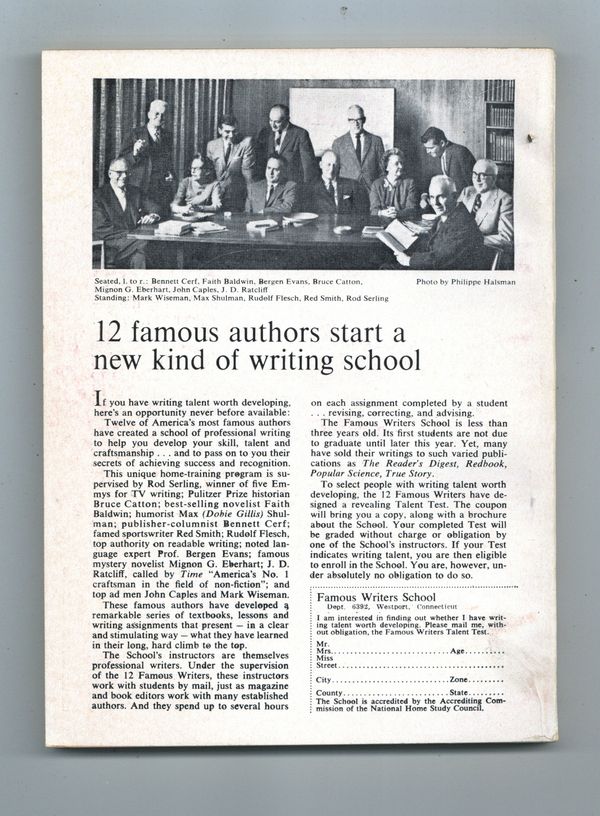 Seated, l. to r.: Bennett Cerf, Faith Baldwin, Bergen Evans, Bruce Catton,
Mignon G. Eberhart, John Caples, J. D. Ratcliff
Standing: Mark Wiseman, Max Shulman, Rudolf Flesch, Red Smith, Rod Serling
Photo by Philippe Halsman
12 famous authors start a
new kind of writing school
If you have writing talent worth developing,
here's an opportunity never before available:
Twelve of America's most famous authors
have created a school of professional writing
to help you develop your skill, talent and
craftsmanship . . . and to pass on to you their
secrets of achieving success and recognition.
This unique home-training program is su-
pervised by Rod Serling, winner of five Em-
mys for TV writing; Pulitzer Prize historian
Bruce Catton; best-selling novelist Faith
Baldwin; humorist Max (Dobie Gillis) Shul-
man; publisher-columnist Bennett Cerf;
famed sportswriter Red Smith; Rudolf Flesch,
top authority on readable writing; noted lan-
guage expert Prof. Bergen Evans; famous
mystery novelist Mignon G. Eberhart; J. D.
Ratcliff, called by Time "America's No. 1
craftsman in the field of non-fiction"; and
top ad men John Caples and Mark Wiseman.
These famous authors have developed a
remarkable series of textbooks, lessons and
writing assignments that present — in a clear
and stimulating way — what they have learned
in their long, hard climb to the top.
The School's instructors are themselves
professional writers. Under the supervision
of the 12 Famous Writers, these instructors
work with students by mail, just as magazine
and book editors work with many established
authors. And they spend up to several hours
on each assignment completed by a student
. . . revising, correcting, and advising.
The Famous Writers School is less than
three years old. Its first students are not due
to graduate until later this year. Yet, many
have sold their writings to such varied publi-
cations as The Reader's Digest, Redbook,
Popular Science, True Story.
To select people with writing talent worth
developing, the 12 Famous Writers have de-
signed a revealing Talent Test. The coupon
will bring you a copy, along with a brochure
about the School. Your completed Test will
be graded without charge or obligation by
one of the School's instructors. If your Test
indicates writing talent, you are then eligible
to enroll in the School. You are, however, un-
der absolutely no obligation to do so.
Famous Writers School
Dept. 6392, Westport, Connecticut
I am interested in finding out whether I have writ-
ing talent worth developing. Please mail me, with-
out obligation, the Famous Writers Talent Test.
Mr.
Mrs. Age
Miss
Street
City Zone
County State
The School is accredited by the Accrediting Com-
mission of the National Home Study Council.